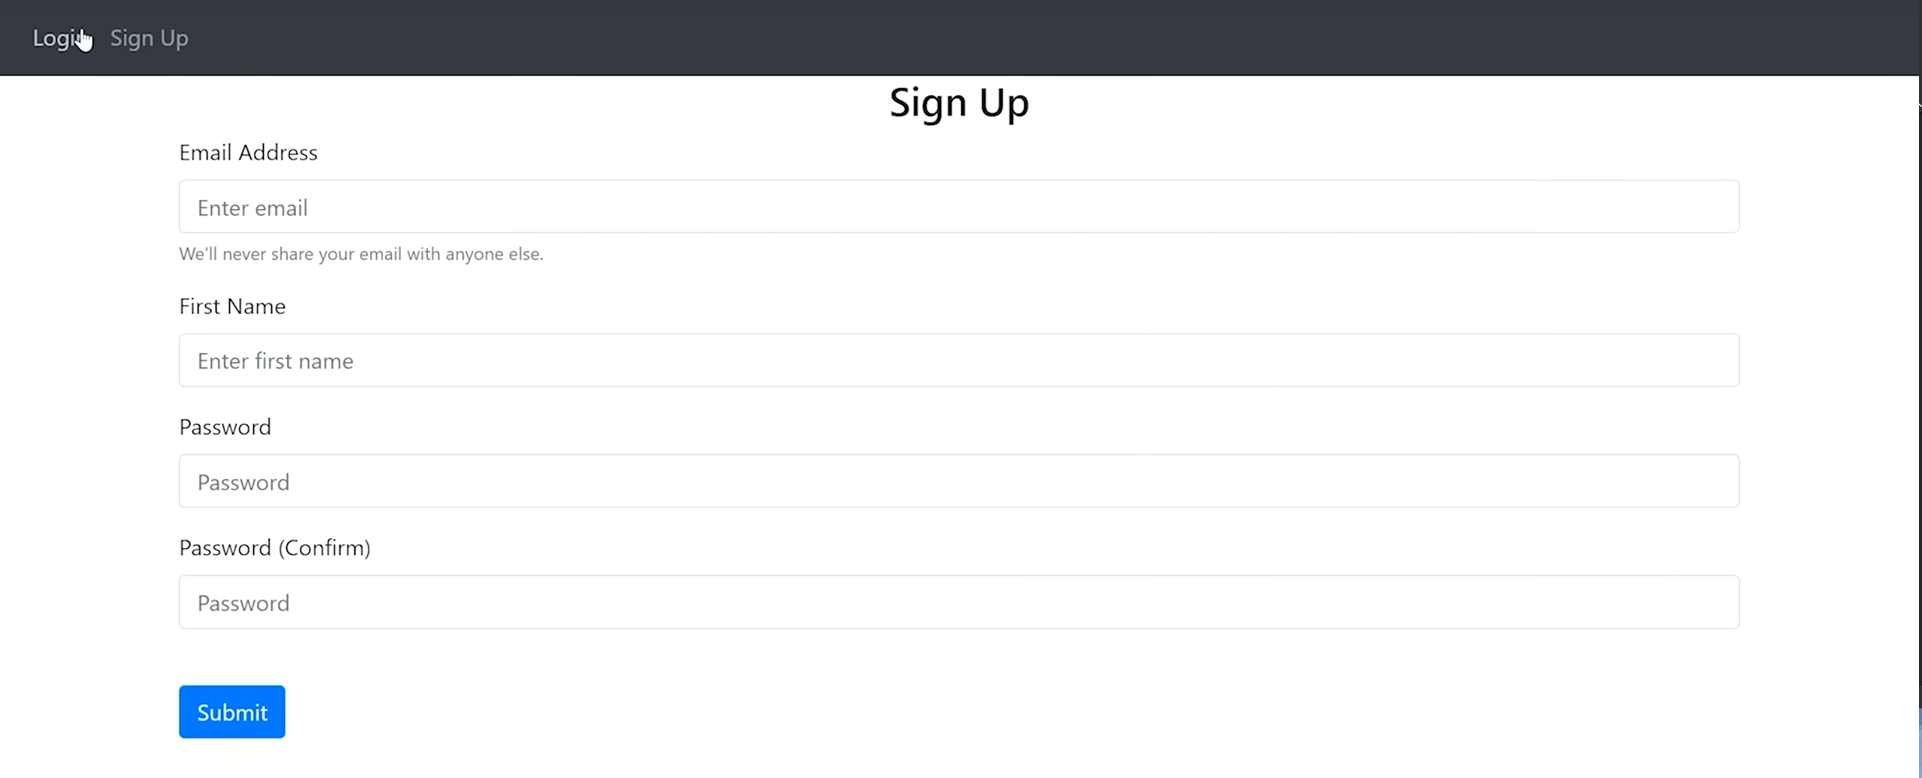 Login Sign Up
Sign Up
Email Address
Enter email
We'll never share your email with anyone else.
First Name
Enter first name
Password
Password
Password (Confirm)
Password
Submit